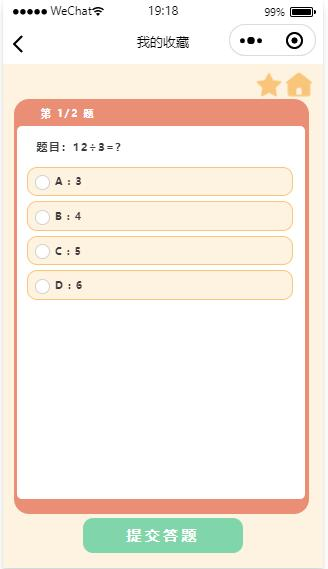 ●●●●● WeChat 19:18 99%
我的收藏
第 1/2 题
题目：12÷3=?
A : 3
B : 4
C : 5
D : 6
提交答题